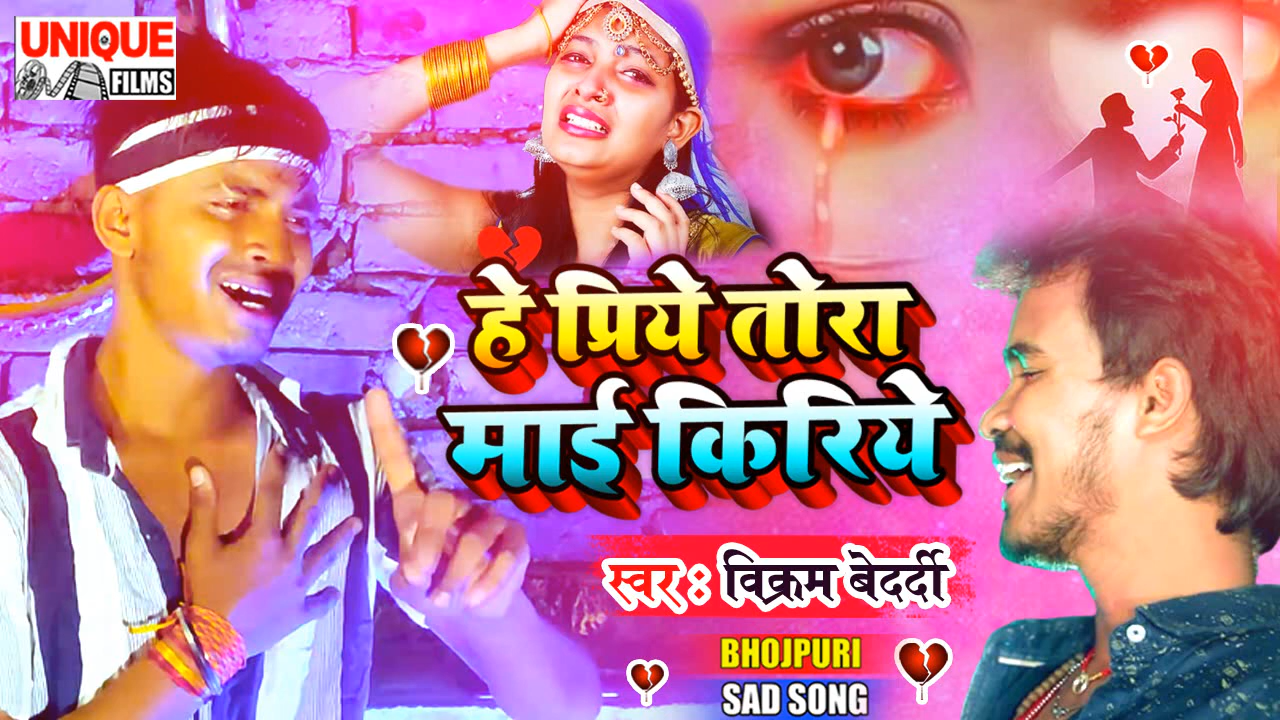 UNIQUE
FILMS
हे प्रिये तोरा
माई किरिये
स्वर : विक्रम बेदर्दी
BHOJPURI
SAD SONG